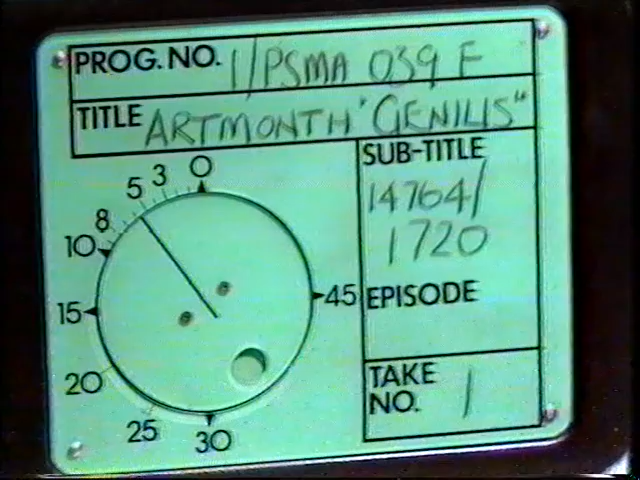 PROG. NO. 1/PSMA 039 F
TITLE ARTMONTH "GENIUS"
SUB-TITLE
14764/
1720
EPISODE
TAKE
NO. 1
0
3
5
8
10
15
20
25
30
45